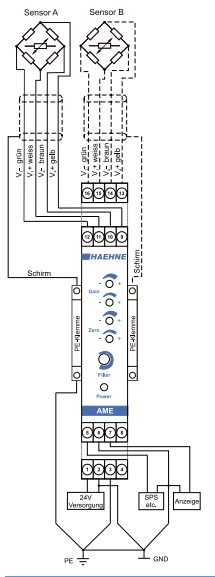 Sensor A Sensor B
V- grün
V+ weiss
V- braun
V+ gelb
V- grün
V+ weiss
V- braun
V+ gelb
16 15 14 13
12 11 10 9
Schirm
Schirm
HAEHNE
- +
Gain
- +
- +
Zero
- +
PE-Klemme
PE-Klemme
Filter
Power
AME
5 6 7 8
1 2 3 4
24V
Versorgung
SPS
etc.
Anzeige
PE
GND